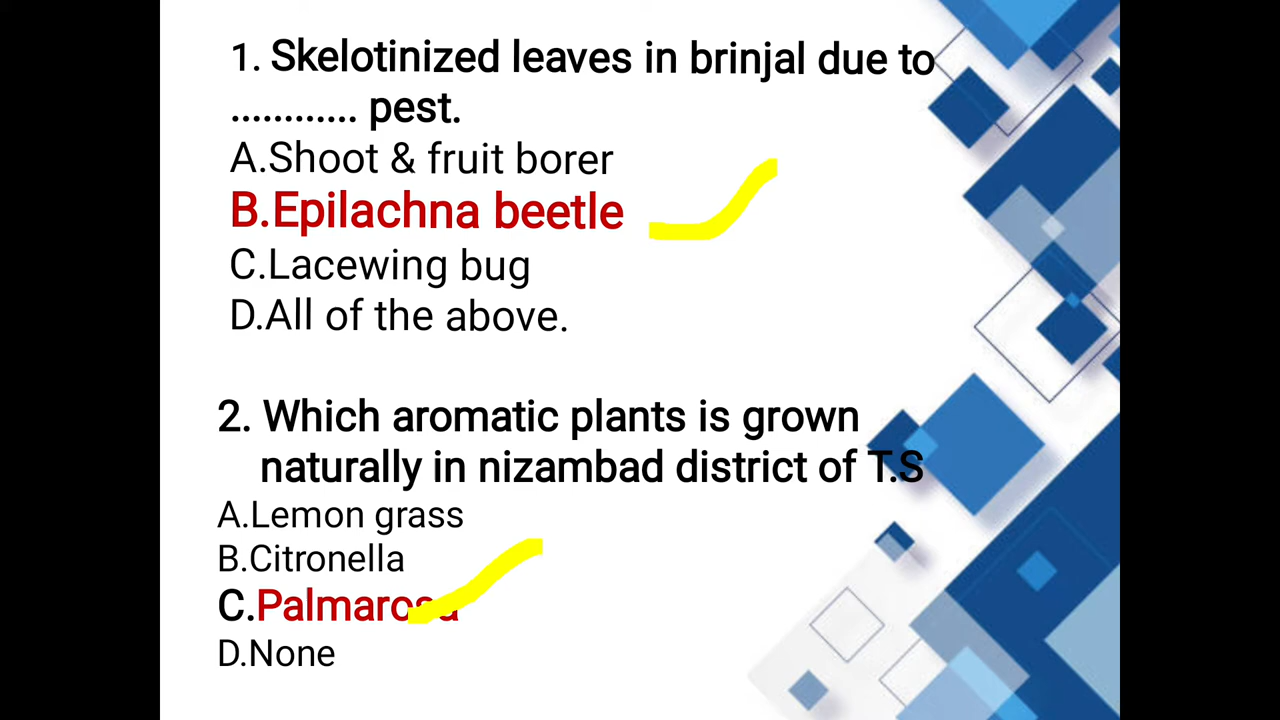 1. Skelotinized leaves in brinjal due to
............ pest.
A.Shoot & fruit borer
B.Epilachna beetle
C.Lacewing bug
D.All of the above.
2. Which aromatic plants is grown
naturally in nizambad district of T.S
A.Lemon grass
B.Citronella
C.Palmarosa
D.None